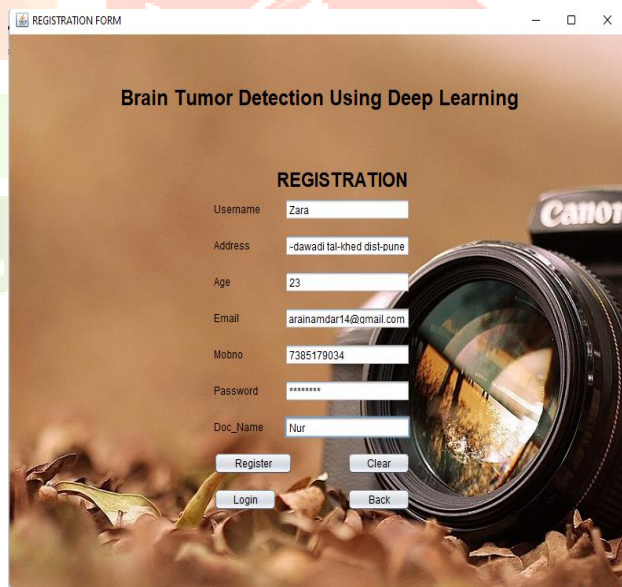 REGISTRATION FORM
Brain Tumor Detection Using Deep Learning
REGISTRATION
Username Zara
Address -dawadi tal-khed dist-pune
Age 23
Email arainamdar14@gmail.com
Mobno 7385179034
Password ********
Doc_Name Nur
Register Clear
Login Back
Canon